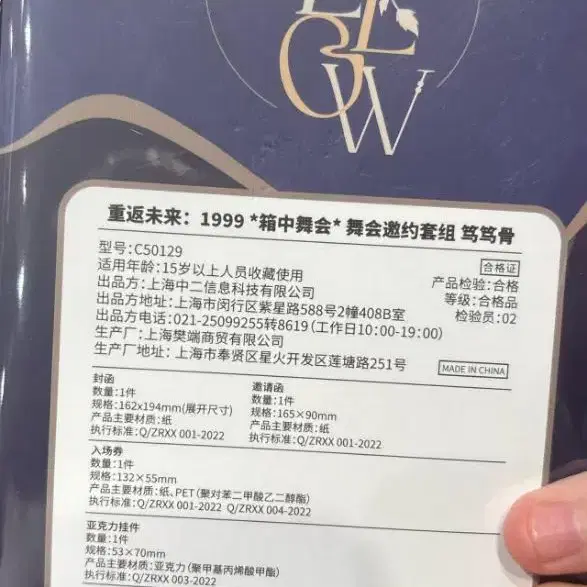 LL
GW
重返未来：1999 *箱中舞会* 舞会邀约套组 笃笃骨
型号：C50129
合格证
适用年龄：15岁以上人员收藏使用
产品检验：合格
出品方：上海中二信息科技有限公司
等级：合格品
出品方地址：上海市闵行区紫星路588号2幢408B室
检验员：02
出品方电话：021-25099255转8619（工作日10:00-19:00）
生产厂：上海樊端商贸有限公司
生产厂地址：上海市奉贤区星火开发区莲塘路251号
MADE IN CHINA
封函
数量：1件
规格：162x194mm(展开尺寸)
产品主要材质：纸
执行标准：Q/ZRXX 001-2022
邀请函
数量：1件
规格：165×90mm
产品主要材质：纸
执行标准：Q/ZRXX 001-2022
入场券
数量：1件
规格：132×55mm
产品主要材质：纸、PET（聚对苯二甲酸乙二醇酯）
执行标准：Q/ZRXX 001-2022 Q/ZRXX 004-2022
亚克力挂件
数量：1件
规格：53×70mm
产品主要材质：亚克力（聚甲基丙烯酸甲酯）
执行标准：Q/ZRXX 003-2022